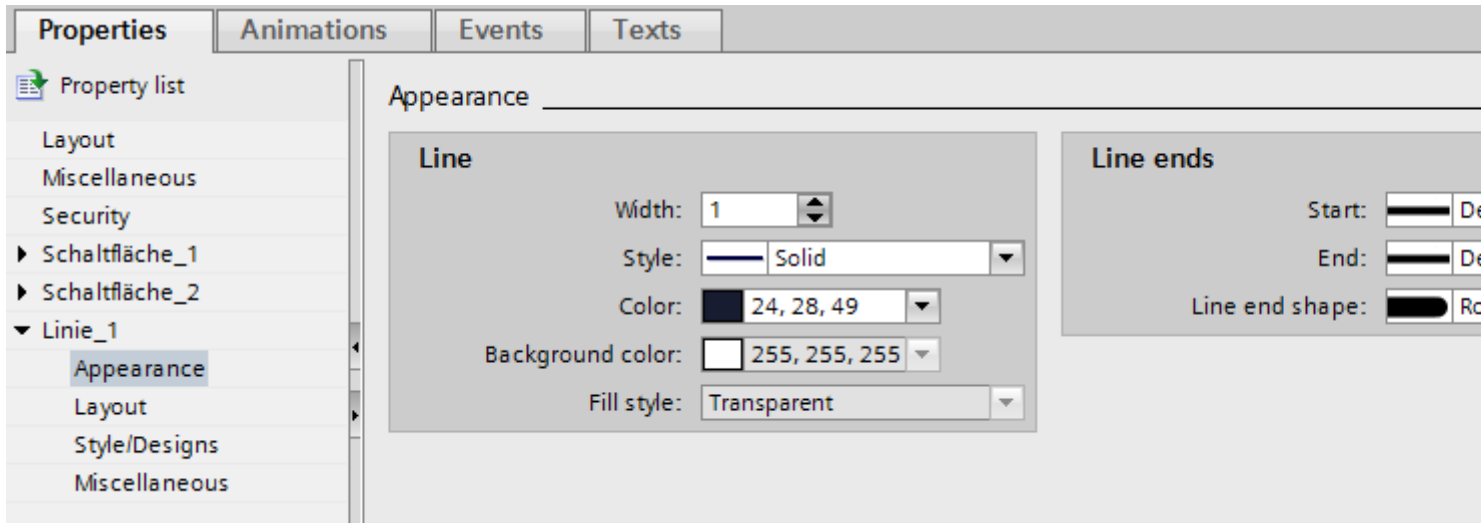 Properties Animations Events Texts
Property list
Layout
Miscellaneous
Security
Schaltfläche_1
Schaltfläche_2
Linie_1
Appearance
Layout
Style/Designs
Miscellaneous
Appearance
Line
Width: 1
Style: Solid
Color: 24, 28, 49
Background color: 255, 255, 255
Fill style: Transparent
Line ends
Start:
End:
Line end shape: